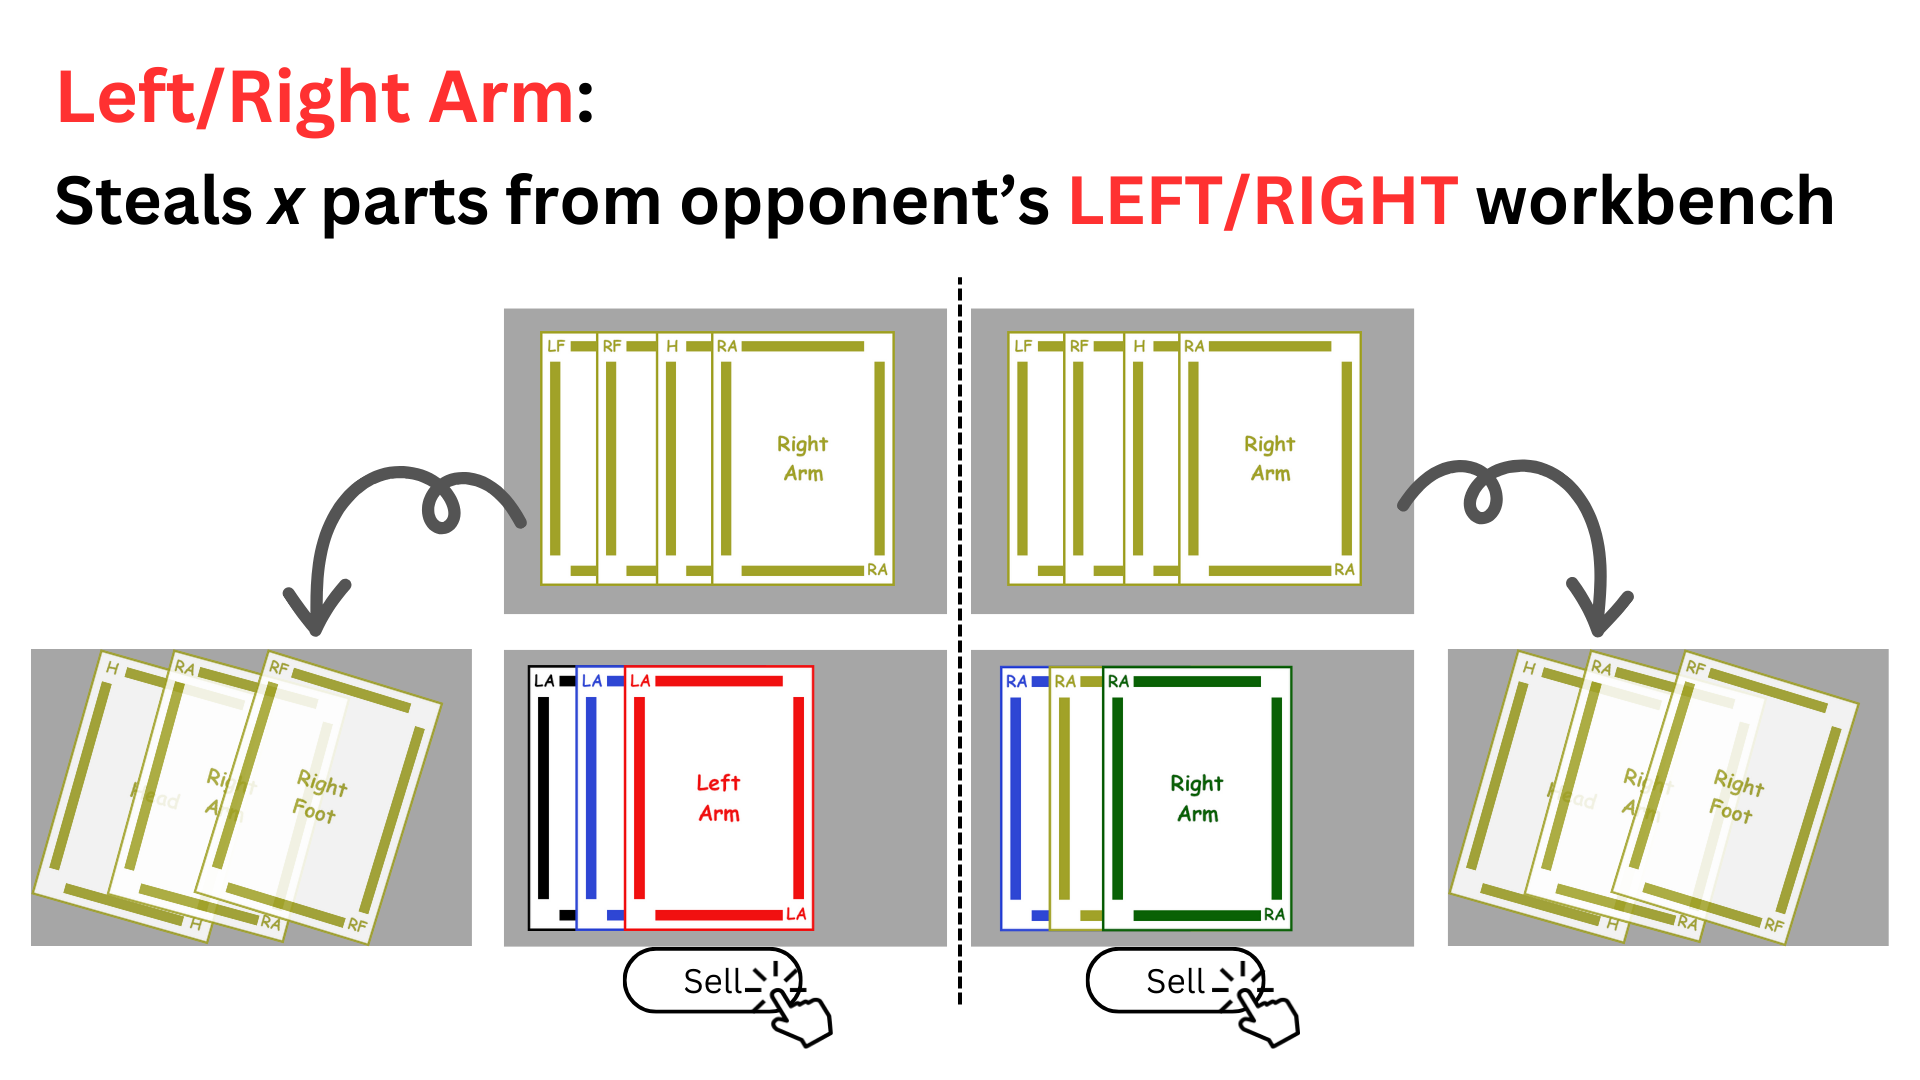 Left/Right Arm:
Steals x parts from opponent's LEFT/RIGHT workbench
LF RF H RA
Right
Arm
RA
LF RF H RA
Right
Arm
RA
H RA RF
Head
Right
Arm
Right
Foot
H RA RF
LA LA LA
Left
Arm
LA
RA RA RA
Right
Arm
RA
H RA RF
Head
Right
Arm
Right
Foot
H RA RF
Sell
Sell